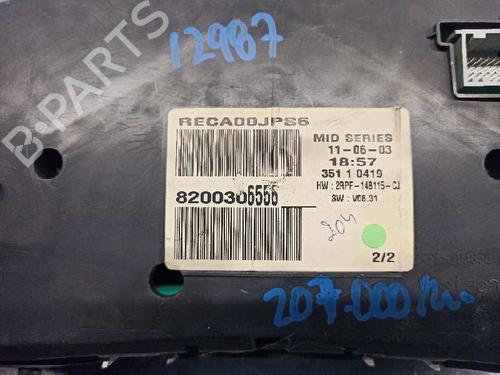 12987
B-PARTS
RECA00JPS6
MID SERIES
11-06-03
18:57
351 1 0419
HW : 2RPF-14B115-CJ
SW : V08.31
8200306556
204
2/2
207.000 Km